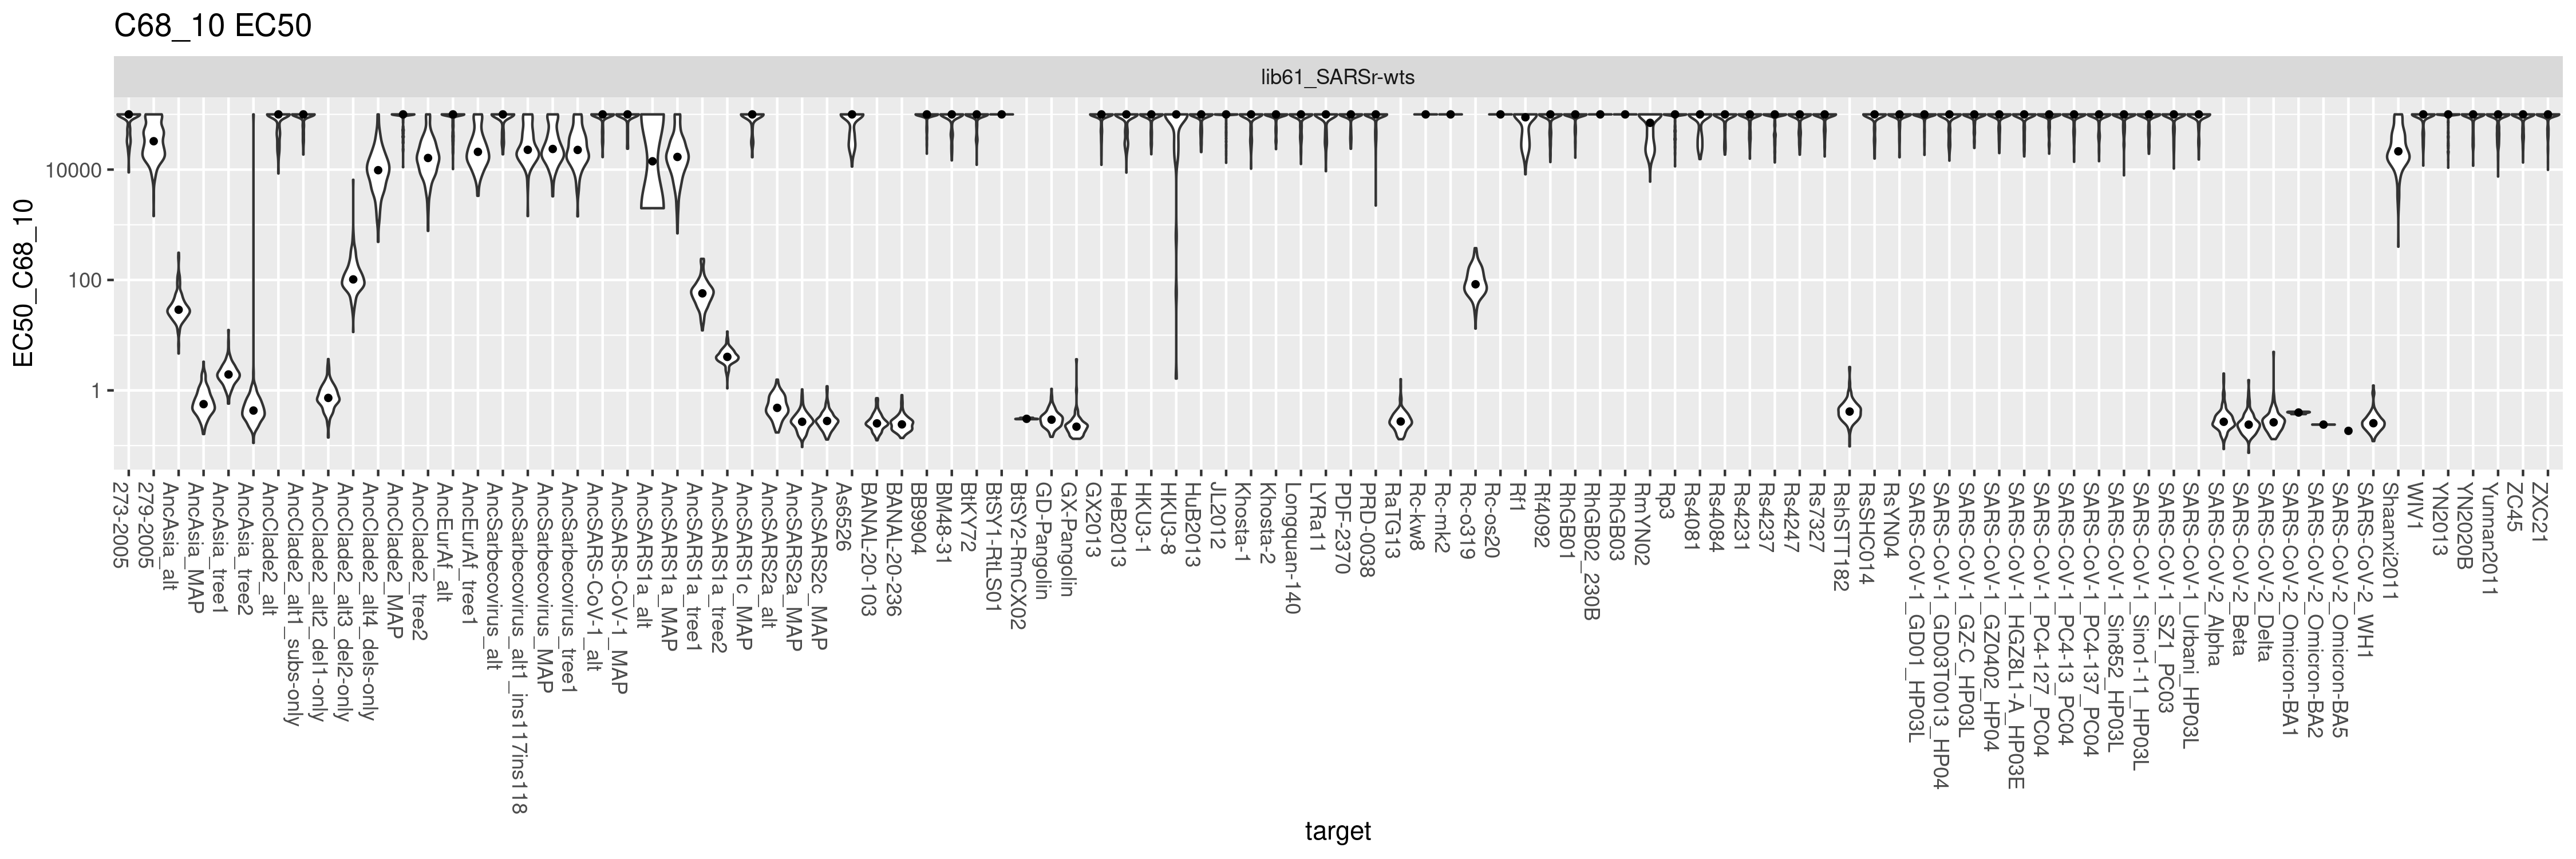 C68_10 EC50
lib61_SARSr-wts
EC50_C68_10
10000
100
1
273-2005
279-2005
AncAsia_alt
AncAsia_MAP
AncAsia_tree1
AncAsia_tree2
AncClade2_alt
AncClade2_alt1_subs-only
AncClade2_alt2_del1-only
AncClade2_alt3_del2-only
AncClade2_alt4_dels-only
AncClade2_MAP
AncClade2_tree2
AncEurAf_alt
AncEurAf_tree1
AncSarbecovirus_alt
AncSarbecovirus_alt1_ins117ins118
AncSarbecovirus_MAP
AncSarbecovirus_tree1
AncSARS-CoV-1_alt
AncSARS-CoV-1_MAP
AncSARS1a_alt
AncSARS1a_MAP
AncSARS1a_tree1
AncSARS1a_tree2
AncSARS1c_MAP
AncSARS2a_alt
AncSARS2a_MAP
AncSARS2c_MAP
As6526
BANAL-20-103
BANAL-20-236
BB9904
BM48-31
BtKY72
BtSY1-RtLS01
BtSY2-RmCX02
GD-Pangolin
GX-Pangolin
GX2013
HeB2013
HKU3-1
HKU3-8
HuB2013
JL2012
Khosta-1
Khosta-2
Longquan-140
LYRa11
PDF-2370
PRD-0038
RaTG13
Rc-kw8
Rc-mk2
Rc-o319
Rc-os20
Rf1
Rf4092
RhGB01
RhGB02_230B
RhGB03
RmYN02
Rp3
Rs4081
Rs4084
Rs4231
Rs4237
Rs4247
Rs7327
RshSTT182
RsSHC014
RsYN04
SARS-CoV-1_GD01_HP03L
SARS-CoV-1_GD03T0013_HP04
SARS-CoV-1_GZ-C_HP03L
SARS-CoV-1_GZ0402_HP04
SARS-CoV-1_HGZ8L1-A_HP03E
SARS-CoV-1_PC4-127_PC04
SARS-CoV-1_PC4-13_PC04
SARS-CoV-1_PC4-137_PC04
SARS-CoV-1_Sin852_HP03L
SARS-CoV-1_Sino1-11_HP03L
SARS-CoV-1_SZ1_PC03
SARS-CoV-1_Urbani_HP03L
SARS-CoV-2_Alpha
SARS-CoV-2_Beta
SARS-CoV-2_Delta
SARS-CoV-2_Omicron-BA1
SARS-CoV-2_Omicron-BA2
SARS-CoV-2_Omicron-BA5
SARS-CoV-2_WH1
Shaanxi2011
WIV1
YN2013
YN2020B
Yunnan2011
ZC45
ZXC21
target